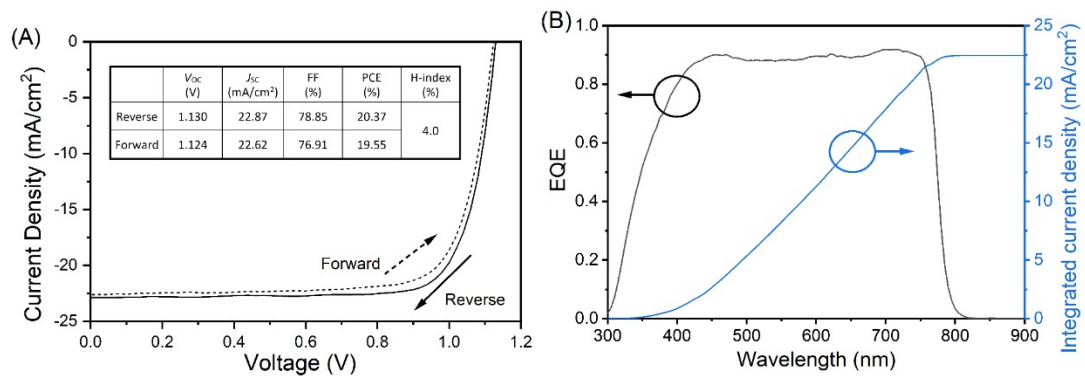 (A)
Current Density (mA/cm²)
0
-5
-10
-15
-20
-25
V_OC J_SC FF PCE H-index
(V) (mA/cm²) (%) (%) (%)
Reverse 1.130 22.87 78.85 20.37
4.0
Forward 1.124 22.62 76.91 19.55
Forward
Reverse
0.0 0.2 0.4 0.6 0.8 1.0 1.2
Voltage (V)
(B)
EQE
1.0
0.8
0.6
0.4
0.2
0.0
25
20
15
10
5
0
Integrated current density (mA/cm²)
300 400 500 600 700 800 900
Wavelength (nm)